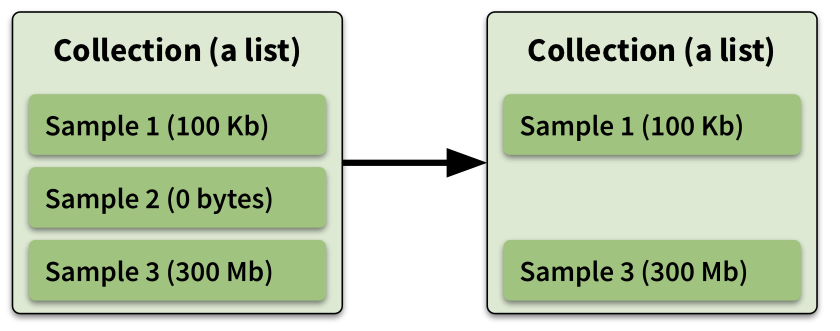 Collection (a list)
Sample 1 (100 Kb)
Sample 2 (0 bytes)
Sample 3 (300 Mb)
Collection (a list)
Sample 1 (100 Kb)
Sample 3 (300 Mb)